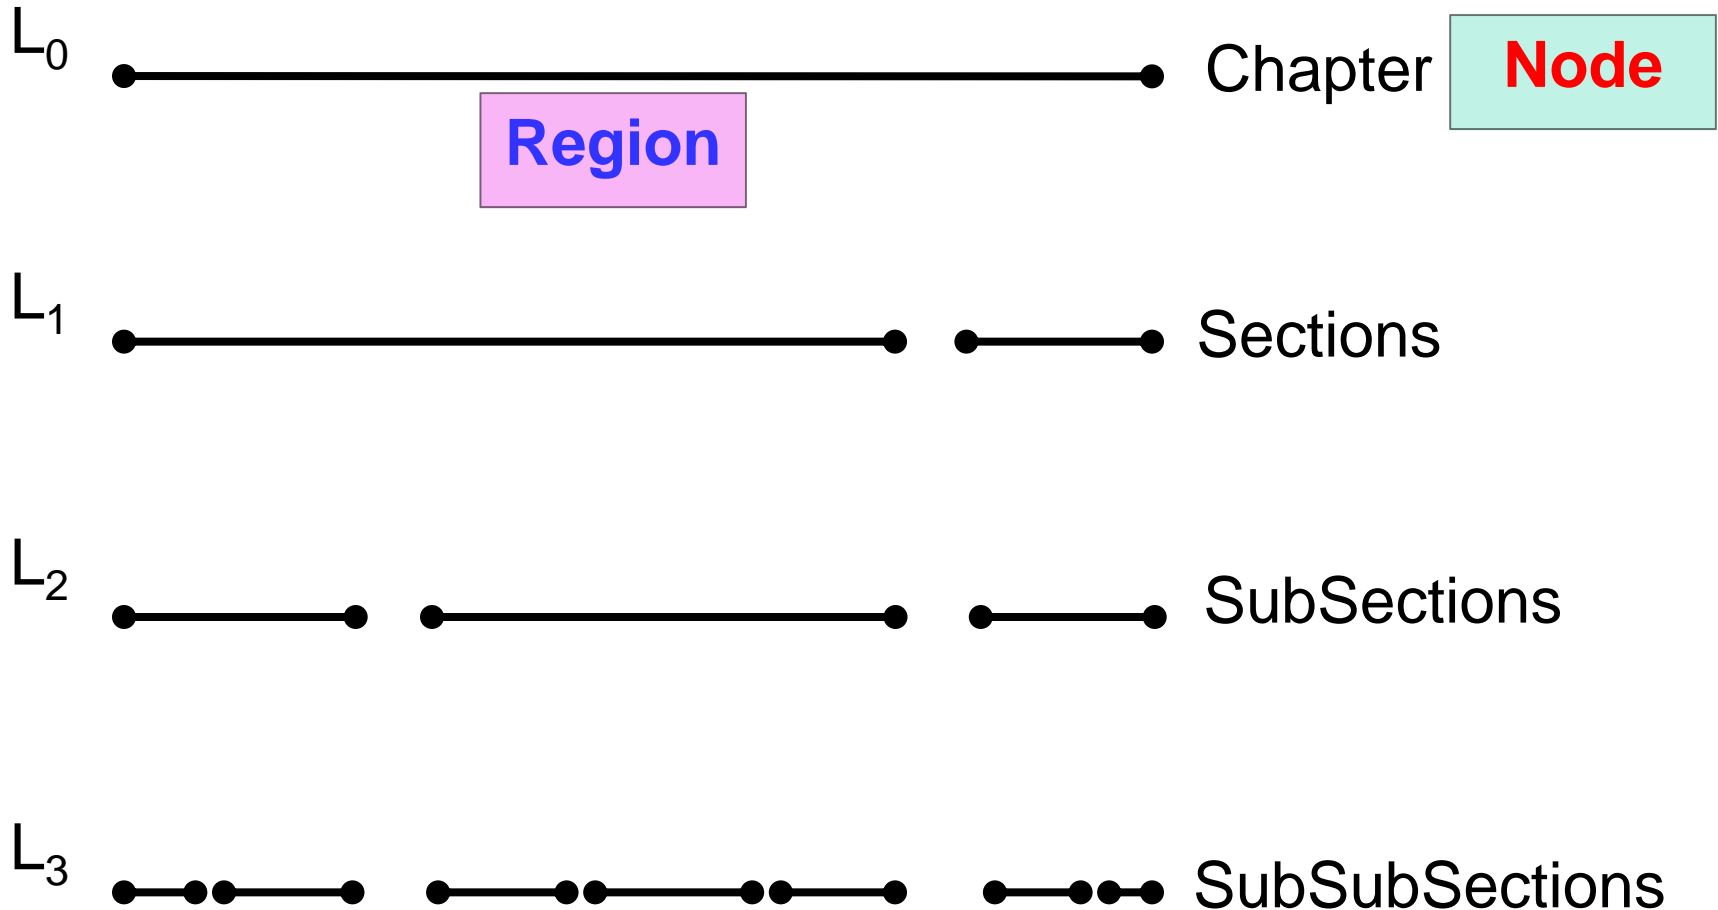 L0
Chapter
Node
Region
L1
Sections
L2
SubSections
L3
SubSubSections